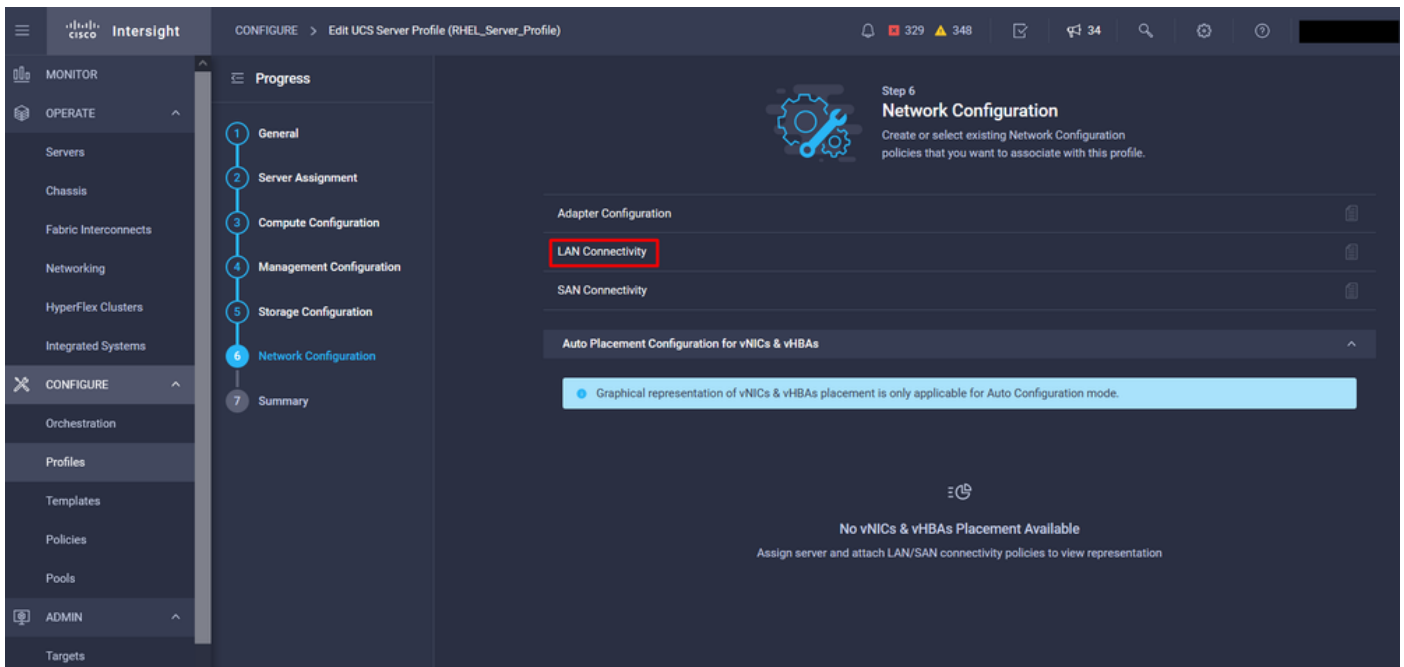 cisco Intersight
CONFIGURE > Edit UCS Server Profile (RHEL_Server_Profile)
329 348 34
MONITOR
OPERATE
Servers
Chassis
Fabric Interconnects
Networking
HyperFlex Clusters
Integrated Systems
CONFIGURE
Orchestration
Profiles
Templates
Policies
Pools
ADMIN
Targets
Progress
1 General
2 Server Assignment
3 Compute Configuration
4 Management Configuration
5 Storage Configuration
6 Network Configuration
7 Summary
Step 6
Network Configuration
Create or select existing Network Configuration
policies that you want to associate with this profile.
Adapter Configuration
LAN Connectivity
SAN Connectivity
Auto Placement Configuration for vNICs & vHBAs
Graphical representation of vNICs & vHBAs placement is only applicable for Auto Configuration mode.
No vNICs & vHBAs Placement Available
Assign server and attach LAN/SAN connectivity policies to view representation